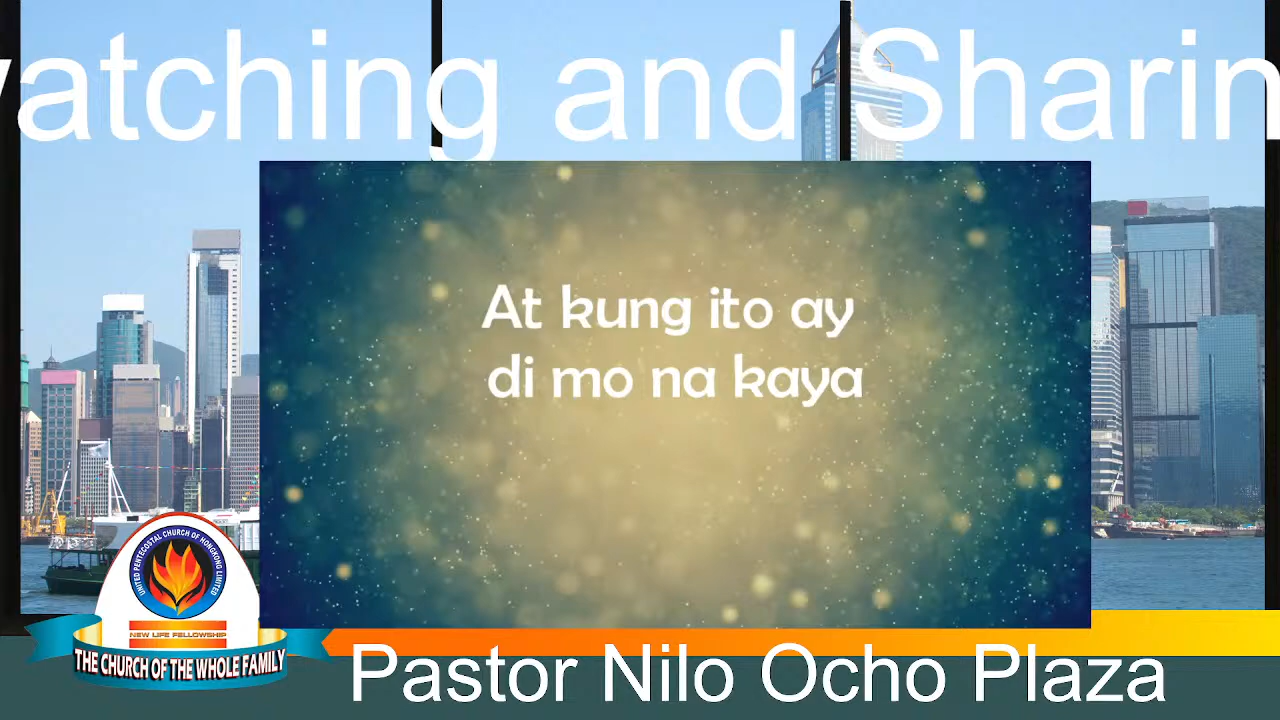 watching and Sharin
At kung ito ay
di mo na kaya
UNITED PENTECOSTAL CHURCH OF HONGKONG LIMITED
NEW LIFE FELLOWSHIP
THE CHURCH OF THE WHOLE FAMILY
Pastor Nilo Ocho Plaza